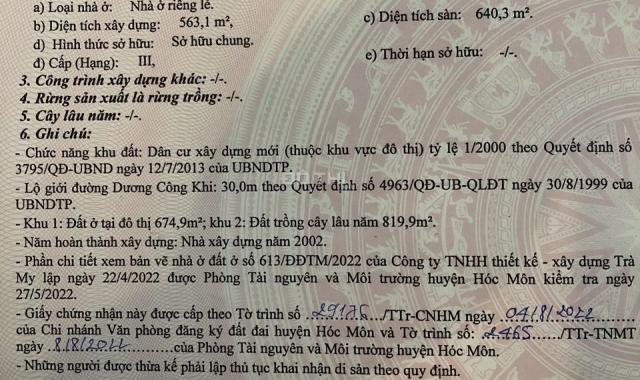 a) Loại nhà ở: Nhà ở riêng lẻ.
b) Diện tích xây dựng: 563,1 m², c) Diện tích sàn: 640,3 m².
d) Hình thức sở hữu: Sở hữu chung.
đ) Cấp (Hạng): III, e) Thời hạn sở hữu: -/-.
3. Công trình xây dựng khác: -/-.
4. Rừng sản xuất là rừng trồng: -/-.
5. Cây lâu năm: -/-.
6. Ghi chú:
- Chức năng khu đất: Dân cư xây dựng mới (thuộc khu vực đô thị) tỷ lệ 1/2000 theo Quyết định số
3795/QĐ-UBND ngày 12/7/2013 của UBNDTP.
- Lộ giới đường Dương Công Khi: 30,0m theo Quyết định số 4963/QĐ-UB-QLĐT ngày 30/8/1999 của
UBNDTP.
- Khu 1: Đất ở tại đô thị 674,9m²; khu 2: Đất trồng cây lâu năm 819,9m².
- Năm hoàn thành xây dựng: Nhà xây dựng năm 2002.
- Phần chi tiết xem bản vẽ nhà ở đất ở số 613/ĐĐTM/2022 của Công ty TNHH thiết kế - xây dựng Trà
My lập ngày 22/4/2022 được Phòng Tài nguyên và Môi trường huyện Hóc Môn kiểm tra ngày
27/5/2022.
- Giấy chứng nhận này được cấp theo Tờ trình số 29176/TTr-CNHM ngày 04/8/2022
của Chi nhánh Văn phòng đăng ký đất đai huyện Hóc Môn và Tờ trình số: 2465/TTr-TNMT
ngày 8/8/2022 của Phòng Tài nguyên và Môi trường huyện Hóc Môn.
- Những người được thừa kế phải lập thủ tục khai nhận di sản theo quy định.